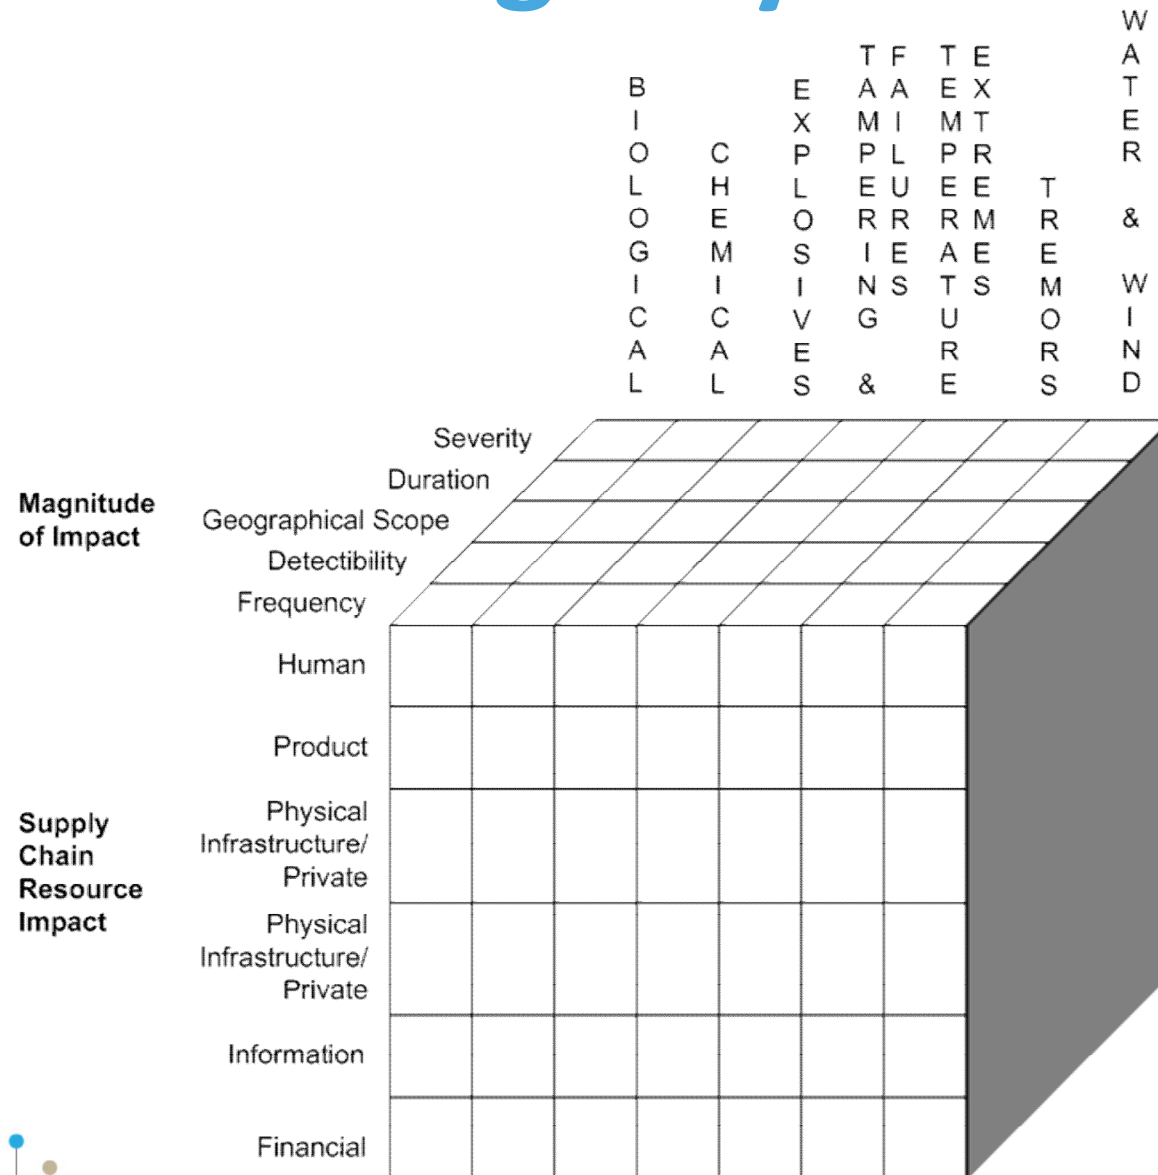 BIOLOGICAL
CHEMICAL
EXPLOSIVES
TAMPERING &
FAILURES
TEMPERATURE
EXTREMES
TREMORS
WATER & WIND
Magnitude
of Impact
Severity
Duration
Geographical Scope
Detectibility
Frequency
Supply
Chain
Resource
Impact
Human
Product
Physical
Infrastructure/
Private
Physical
Infrastructure/
Private
Information
Financial